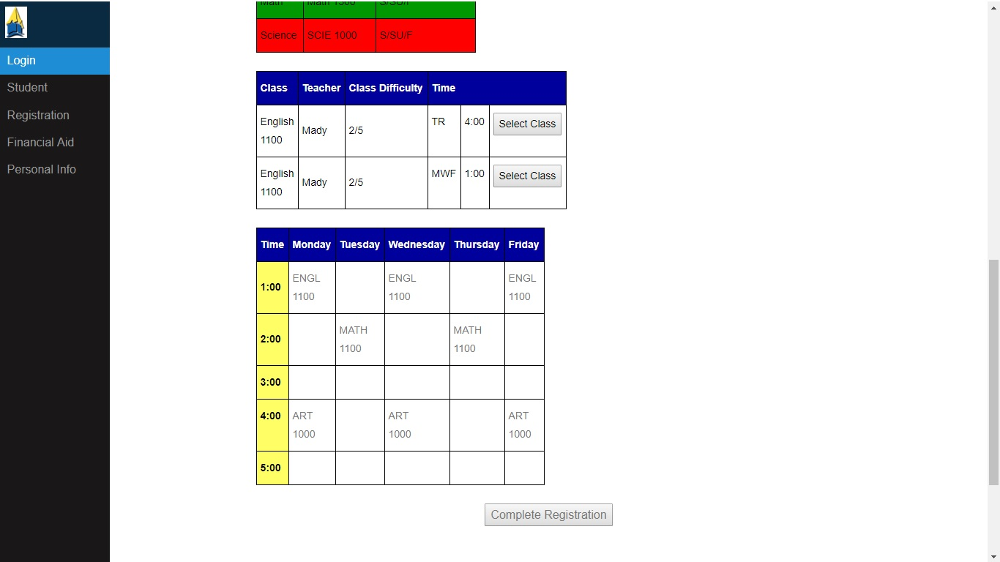 Math Math 1500 S/SU/F
Science SCIE 1000 S/SU/F
Login
Student
Registration
Financial Aid
Personal Info
Class Teacher Class Difficulty Time
English 1100 Mady 2/5 TR 4:00 Select Class
English 1100 Mady 2/5 MWF 1:00 Select Class
Time Monday Tuesday Wednesday Thursday Friday
1:00 ENGL 1100 ENGL 1100 ENGL 1100
2:00 MATH 1100 MATH 1100
3:00
4:00 ART 1000 ART 1000 ART 1000
5:00
Complete Registration